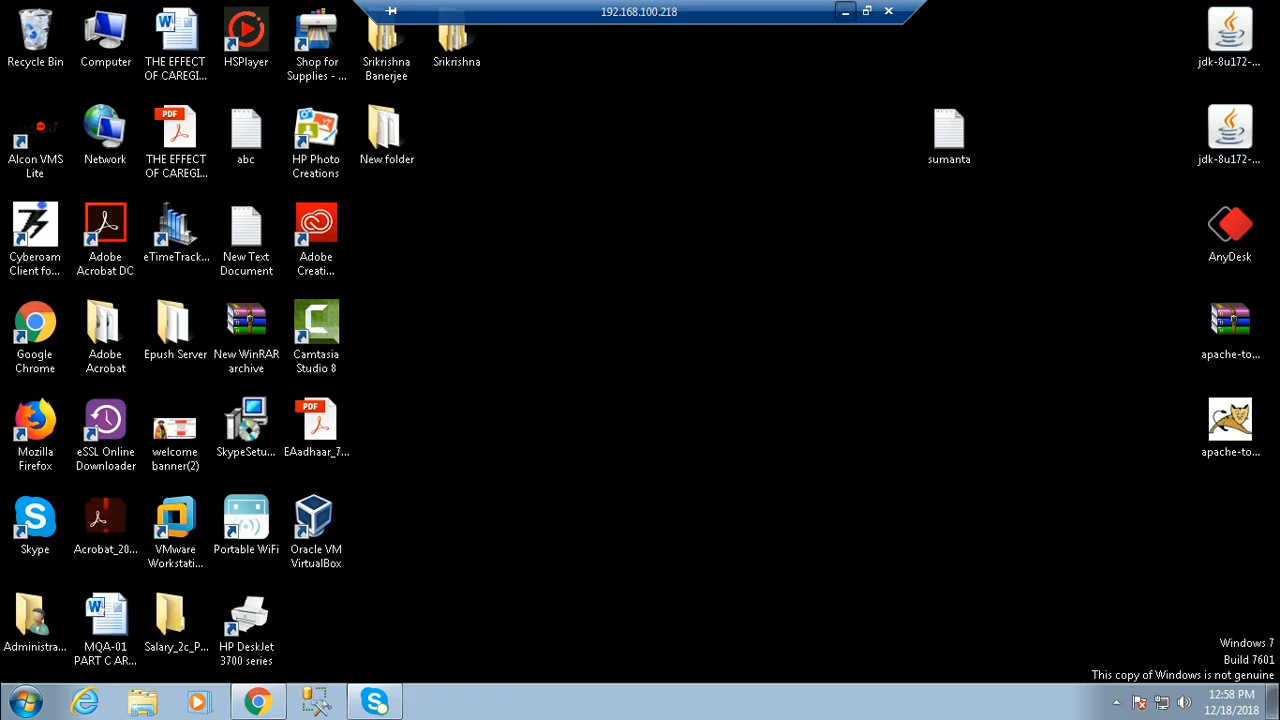 192.168.100.218
Recycle Bin
Computer
THE EFFECT
OF CAREGI...
HSPlayer
Shop for
Supplies - ...
Srikrishna
Banerjee
Srikrishna
jdk-8u172-...
Alcon VMS
Lite
Network
PDF
THE EFFECT
OF CAREGI...
abc
HP Photo
Creations
New folder
sumanta
jdk-8u172-...
Cyberoam
Client fo...
Adobe
Acrobat DC
eTimeTrack...
New Text
Document
Adobe
Creati...
AnyDesk
Google
Chrome
Adobe
Acrobat
Epush Server
New WinRAR
archive
Camtasia
Studio 8
apache-to...
Mozilla
Firefox
eSSL Online
Downloader
welcome
banner(2)
SkypeSetu...
PDF
EAadhaar_7...
apache-to...
Skype
Acrobat_20...
VMware
Workstati...
Portable WiFi
Oracle VM
VirtualBox
Administra...
MQA-01
PART C AR...
Salary_2c_P...
HP DeskJet
3700 series
Windows 7
Build 7601
This copy of Windows is not genuine
12:58 PM
12/18/2018